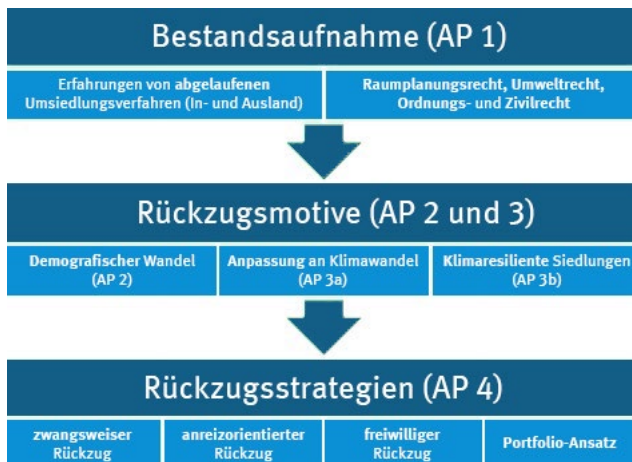 Bestandsaufnahme (AP 1)
Erfahrungen von abgelaufenen
Umsiedlungsverfahren (In- und Ausland)
Raumplanungsrecht, Umweltrecht,
Ordnungs- und Zivilrecht
Rückzugsmotive (AP 2 und 3)
Demografischer Wandel
(AP 2)
Anpassung an Klimawandel
(AP 3a)
Klimaresiliente Siedlungen
(AP 3b)
Rückzugsstrategien (AP 4)
zwangsweiser
Rückzug
anreizorientierter
Rückzug
freiwilliger
Rückzug
Portfolio-Ansatz